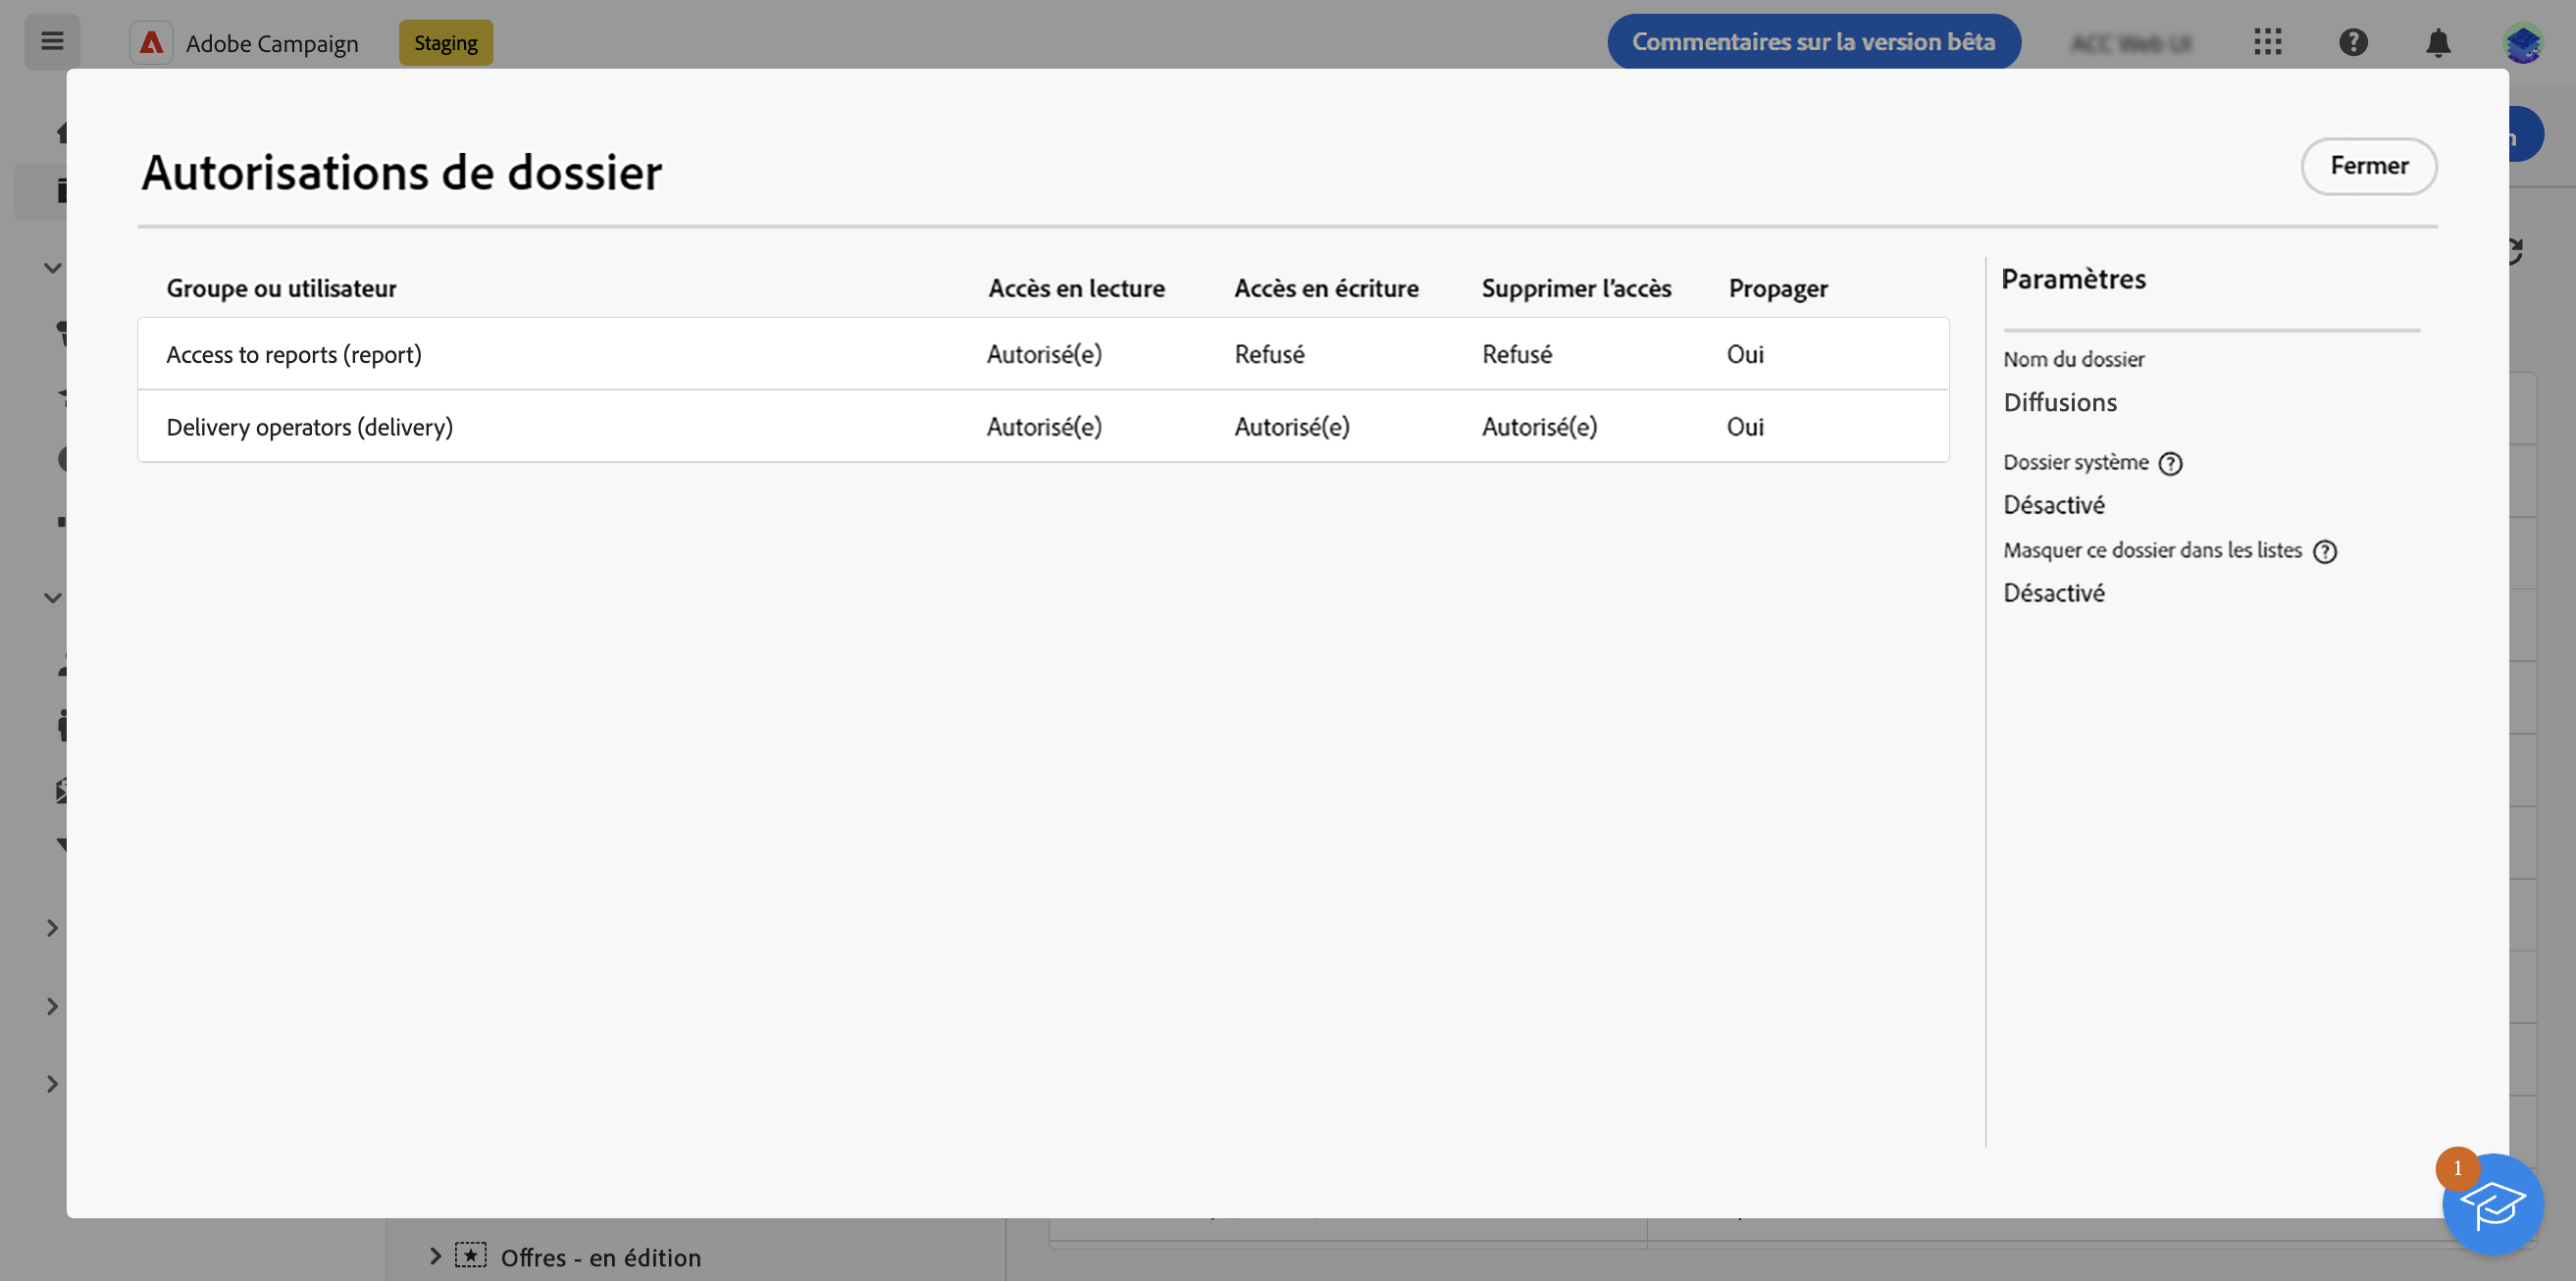 Adobe Campaign
Staging
Commentaires sur la version bêta
Autorisations de dossier
Fermer
Groupe ou utilisateur Accès en lecture Accès en écriture Supprimer l’accès Propager
Access to reports (report) Autorisé(e) Refusé Refusé Oui
Delivery operators (delivery) Autorisé(e) Autorisé(e) Autorisé(e) Oui
Paramètres
Nom du dossier
Diffusions
Dossier système
Désactivé
Masquer ce dossier dans les listes
Désactivé
1
Offres - en édition